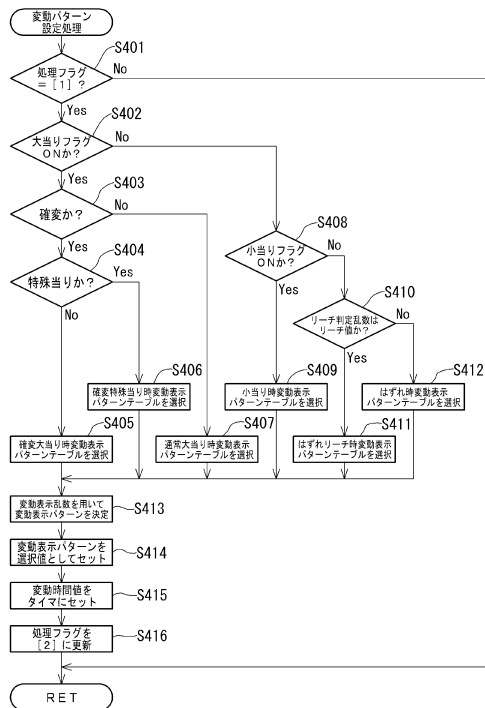 変動パターン
設定処理
S401
処理フラグ
=［1］?
No
Yes
S402
大当りフラグ
ONか?
No
Yes
S403
確変か?
No
Yes
S404
特殊当りか?
Yes
No
S408
小当りフラグ
ONか?
No
Yes
S410
リーチ判定乱数は
リーチ値か?
No
Yes
S406
確変特殊当り時変動表示
パターンテーブルを選択
S409
小当り時変動表示
パターンテーブルを選択
S412
はずれ時変動表示
パターンテーブルを選択
S405
確変大当り時変動表示
パターンテーブルを選択
S407
通常大当り時変動表示
パターンテーブルを選択
S411
はずれリーチ時変動表示
パターンテーブルを選択
変動表示乱数を用いて
変動表示パターンを決定
S413
変動表示パターンを
選択値としてセット
S414
変動時間値を
タイマにセット
S415
処理フラグを
［2］に更新
S416
RET